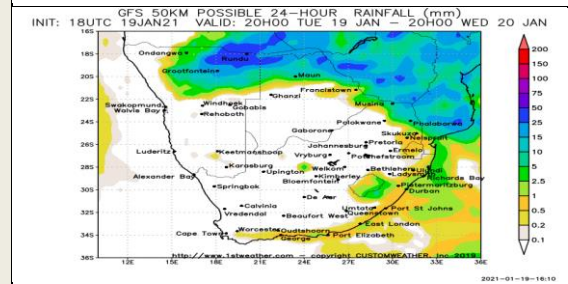 GFS 50KM POSSIBLE 24-HOUR RAINFALL (mm)
INIT: 18UTC 19JAN21 VALID: 20H00 TUE 19 JAN - 20H00 WED 20 JAN
16S
Ondangwa
Rundu
18S
Grootfontein
20S
Maun
Francistown
Ghanzi
22S
Musina
Swakopmund
Windhoek
Gobabis
Walvis Bay
Rehoboth
Polokwane
Phalaborwa
24S
Gaborone
Skukuza
Pretoria
Nelspruit
Johannesburg
26S
Ermelo
Luderitz
Keetmanshoop
Vryburg
Potchefstroom
Karasburg
Welkom
Bethlehem
Ulundi
28S
Upington
Kimberley
Ladysmith
Richards Bay
Alexander Bay
Bloemfontein
Pietermaritzburg
Springbok
Durban
30S
De Aar
Calvinia
Umtata
Port St Johns
32S
Vredendal
Beaufort West
Queenstown
East London
Cape Town
Worcester
Oudtshoorn
34S
George
Port Elizabeth
http://www.1stweather.com - copyright CUSTOMWEATHER, Inc 2019
36S
12E 15E 18E 21E 24E 27E 30E 33E 36E
200
150
100
75
50
25
15
10
5
2.5
1
0.5
0.2
0.1
2021-01-19-16:10